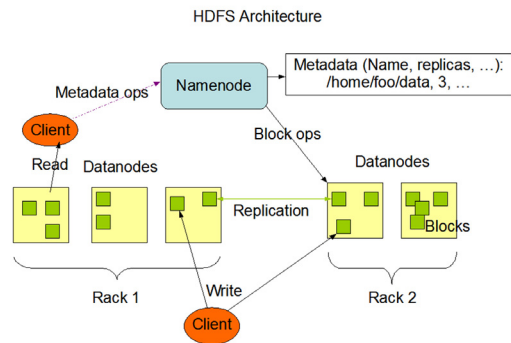 HDFS Architecture
Metadata (Name, replicas, ...):
/home/foo/data, 3, ...
Namenode
Metadata ops
Client
Block ops
Read
Datanodes
Datanodes
Replication
Blocks
Rack 1
Write
Rack 2
Client